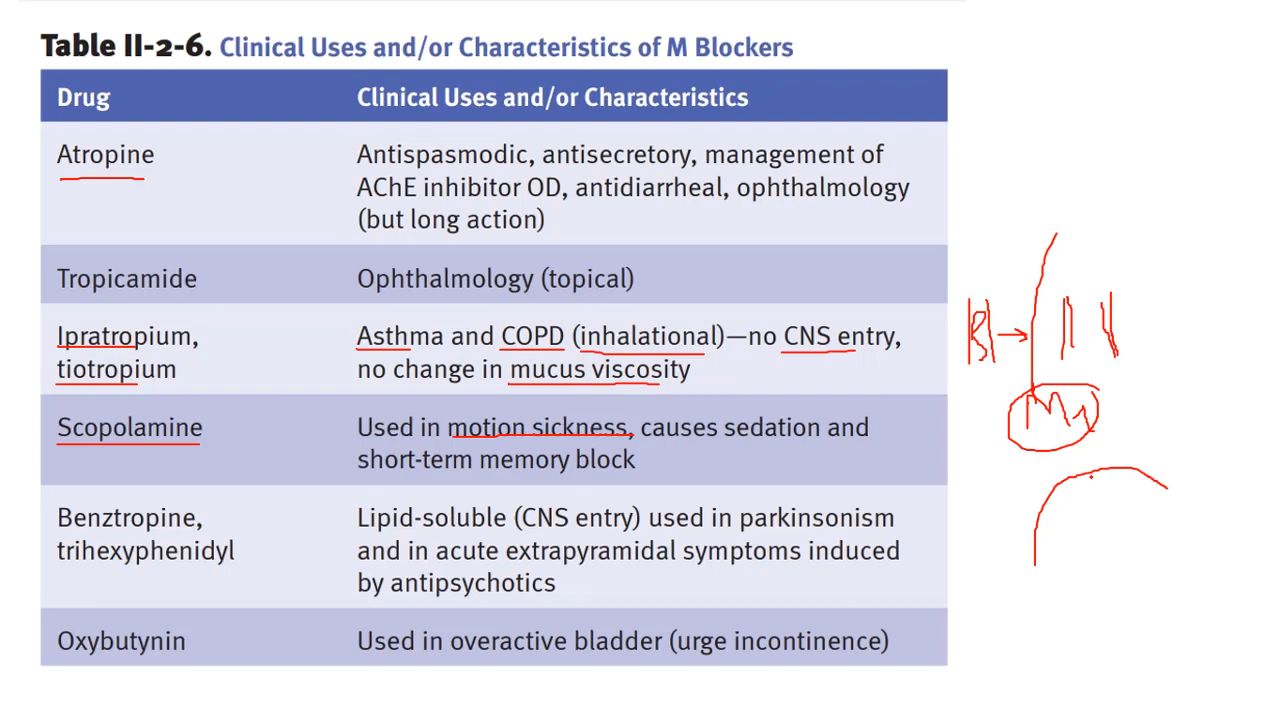 Table II-2-6. Clinical Uses and/or Characteristics of M Blockers
Drug
Clinical Uses and/or Characteristics
Atropine
Antispasmodic, antisecretory, management of
AChE inhibitor OD, antidiarrheal, ophthalmology
(but long action)
Tropicamide
Ophthalmology (topical)
Ipratropium,
tiotropium
Asthma and COPD (inhalational)—no CNS entry,
no change in mucus viscosity
Scopolamine
Used in motion sickness, causes sedation and
short-term memory block
Benztropine,
trihexyphenidyl
Lipid-soluble (CNS entry) used in parkinsonism
and in acute extrapyramidal symptoms induced
by antipsychotics
Oxybutynin
Used in overactive bladder (urge incontinence)
M1